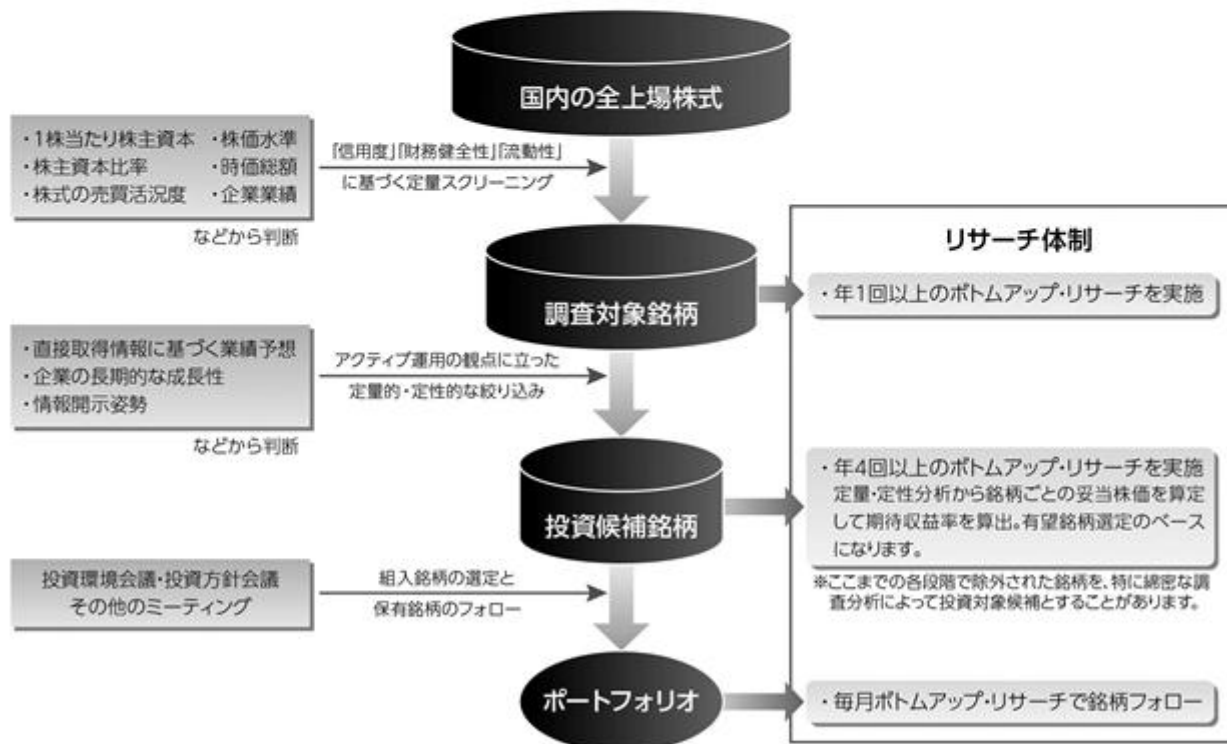 国内の全上場株式
・1株当たり株主資本 ・株価水準
・株主資本比率 ・時価総額
・株式の売買活況度 ・企業業績
などから判断
「信用度」「財務健全性」「流動性」
に基づく定量スクリーニング
リサーチ体制
調査対象銘柄
・年1回以上のボトムアップ・リサーチを実施
・直接取得情報に基づく業績予想
・企業の長期的な成長性
・情報開示姿勢
などから判断
アクティブ運用の観点に立った
定量的・定性的な絞り込み
投資候補銘柄
・年4回以上のボトムアップ・リサーチを実施
定量・定性分析から銘柄ごとの妥当株価を算定
して期待収益率を算出。有望銘柄選定のベース
になります。
※ここまでの各段階で除外された銘柄を、特に綿密な調
査分析によって投資対象候補とすることがあります。
投資環境会議・投資方針会議
その他のミーティング
組入銘柄の選定と
保有銘柄のフォロー
ポートフォリオ
・毎月ボトムアップ・リサーチで銘柄フォロー